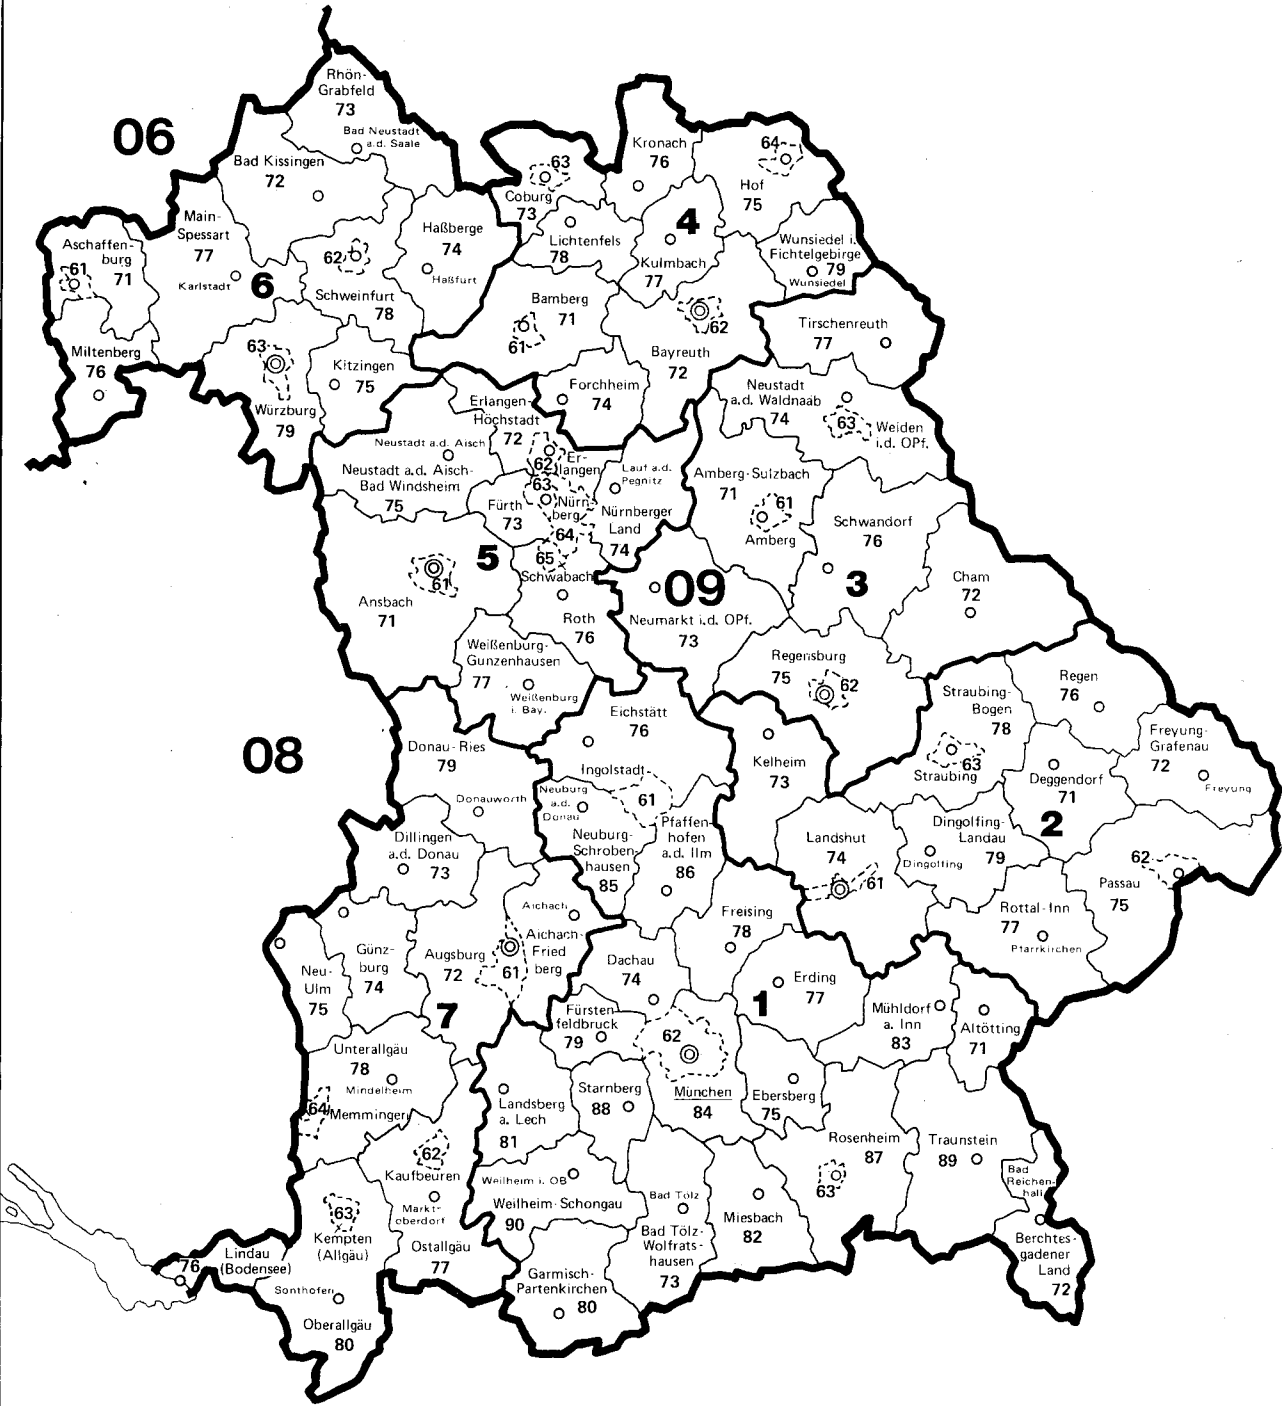 06
Rhön-
Grabfeld
73
Bad Neustadt
a.d. Saale
Bad Kissingen
72
Main-
Spessart
77
Karlstadt
6
Aschaffen-
burg
61
71
Miltenberg
76
62
Schweinfurt
78
Haßberge
74
Haßfurt
63
Würzburg
79
Kitzingen
75
63
Coburg
73
Kronach
76
64
Hof
75
Lichtenfels
78
4
Kulmbach
77
Wunsiedel i.
Fichtelgebirge
79
Wunsiedel
Bamberg
71
61
62
Bayreuth
72
Forchheim
74
Tirschenreuth
77
Neustadt
a.d. Waldnaab
74
63
Weiden
i.d. OPf.
Erlangen-
Höchstadt
72
62
Er-
langen
Neustadt a.d. Aisch
Neustadt a.d. Aisch-
Bad Windsheim
75
63
Fürth
73
Nürn-
berg
64
Lauf a.d.
Pegnitz
Nürnberger
Land
74
65
Schwabach
5
61
Ansbach
71
Roth
76
Weißenburg-
Gunzenhausen
77
Weißenburg
i. Bay.
Amberg-Sulzbach
71
61
Amberg
Schwandorf
76
3
Cham
72
09
Neumarkt i.d. OPf.
73
Regensburg
75
62
08
Donau-Ries
79
Donauwörth
Eichstätt
76
Ingolstadt
61
Neuburg
a.d.
Donau
Neuburg-
Schroben-
hausen
85
Pfaffen-
hofen
a.d. Ilm
86
Kelheim
73
Straubing-
Bogen
78
63
Straubing
Regen
76
Freyung-
Grafenau
72
Freyung
Deggendorf
71
2
Landshut
74
61
Dingolfing-
Landau
79
Dingolfing
62
Passau
75
Rottal-Inn
77
Pfarrkirchen
Dillingen
a.d. Donau
73
Günz-
burg
74
Neu-
Ulm
75
Augsburg
72
61
Aichach
Aichach-
Fried
berg
7
Unterallgäu
78
Mindelheim
64
Memmingen
62
Kaufbeuren
Markt-
oberdorf
Ostallgäu
77
63
Kempten
(Allgäu)
76
Lindau
(Bodensee)
Sonthofen
Oberallgäu
80
Freising
78
Dachau
74
1
Erding
77
Mühldorf
a. Inn
83
Altötting
71
Fürsten
feldbruck
79
62
München
84
Ebersberg
75
Landsberg
a. Lech
81
Starnberg
88
Rosenheim
87
63
Traunstein
89
Bad
Reichen-
hall
Berchtes-
gadener
Land
72
Weilheim i. OB
Weilheim-Schongau
90
Bad Tölz
Bad Tölz-
Wolfrats-
hausen
73
Miesbach
82
Garmisch-
Partenkirchen
80